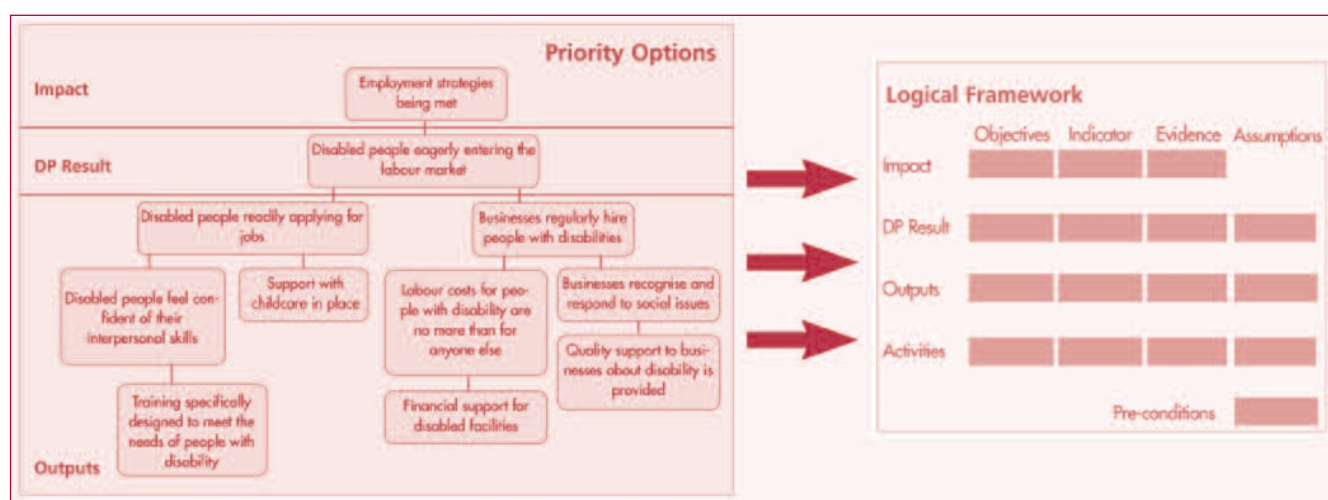 Priority Options
Impact
Employment strategies
being met
DP Result
Disabled people eagerly entering the
labour market
Disabled people readily applying for
jobs
Businesses regularly hire
people with disabilities
Disabled people feel con-
fident of their
interpersonal skills
Support with
childcare in place
Labour costs for peo-
ple with disability are
no more than for
anyone else
Businesses recognise and
respond to social issues
Quality support to busi-
nesses about disability is
provided
Training specifically
designed to meet the
needs of people with
disability
Financial support for
disabled facilities
Outputs
Logical Framework
Objectives Indicator Evidence Assumptions
Impact
DP Result
Outputs
Activities
Pre-conditions